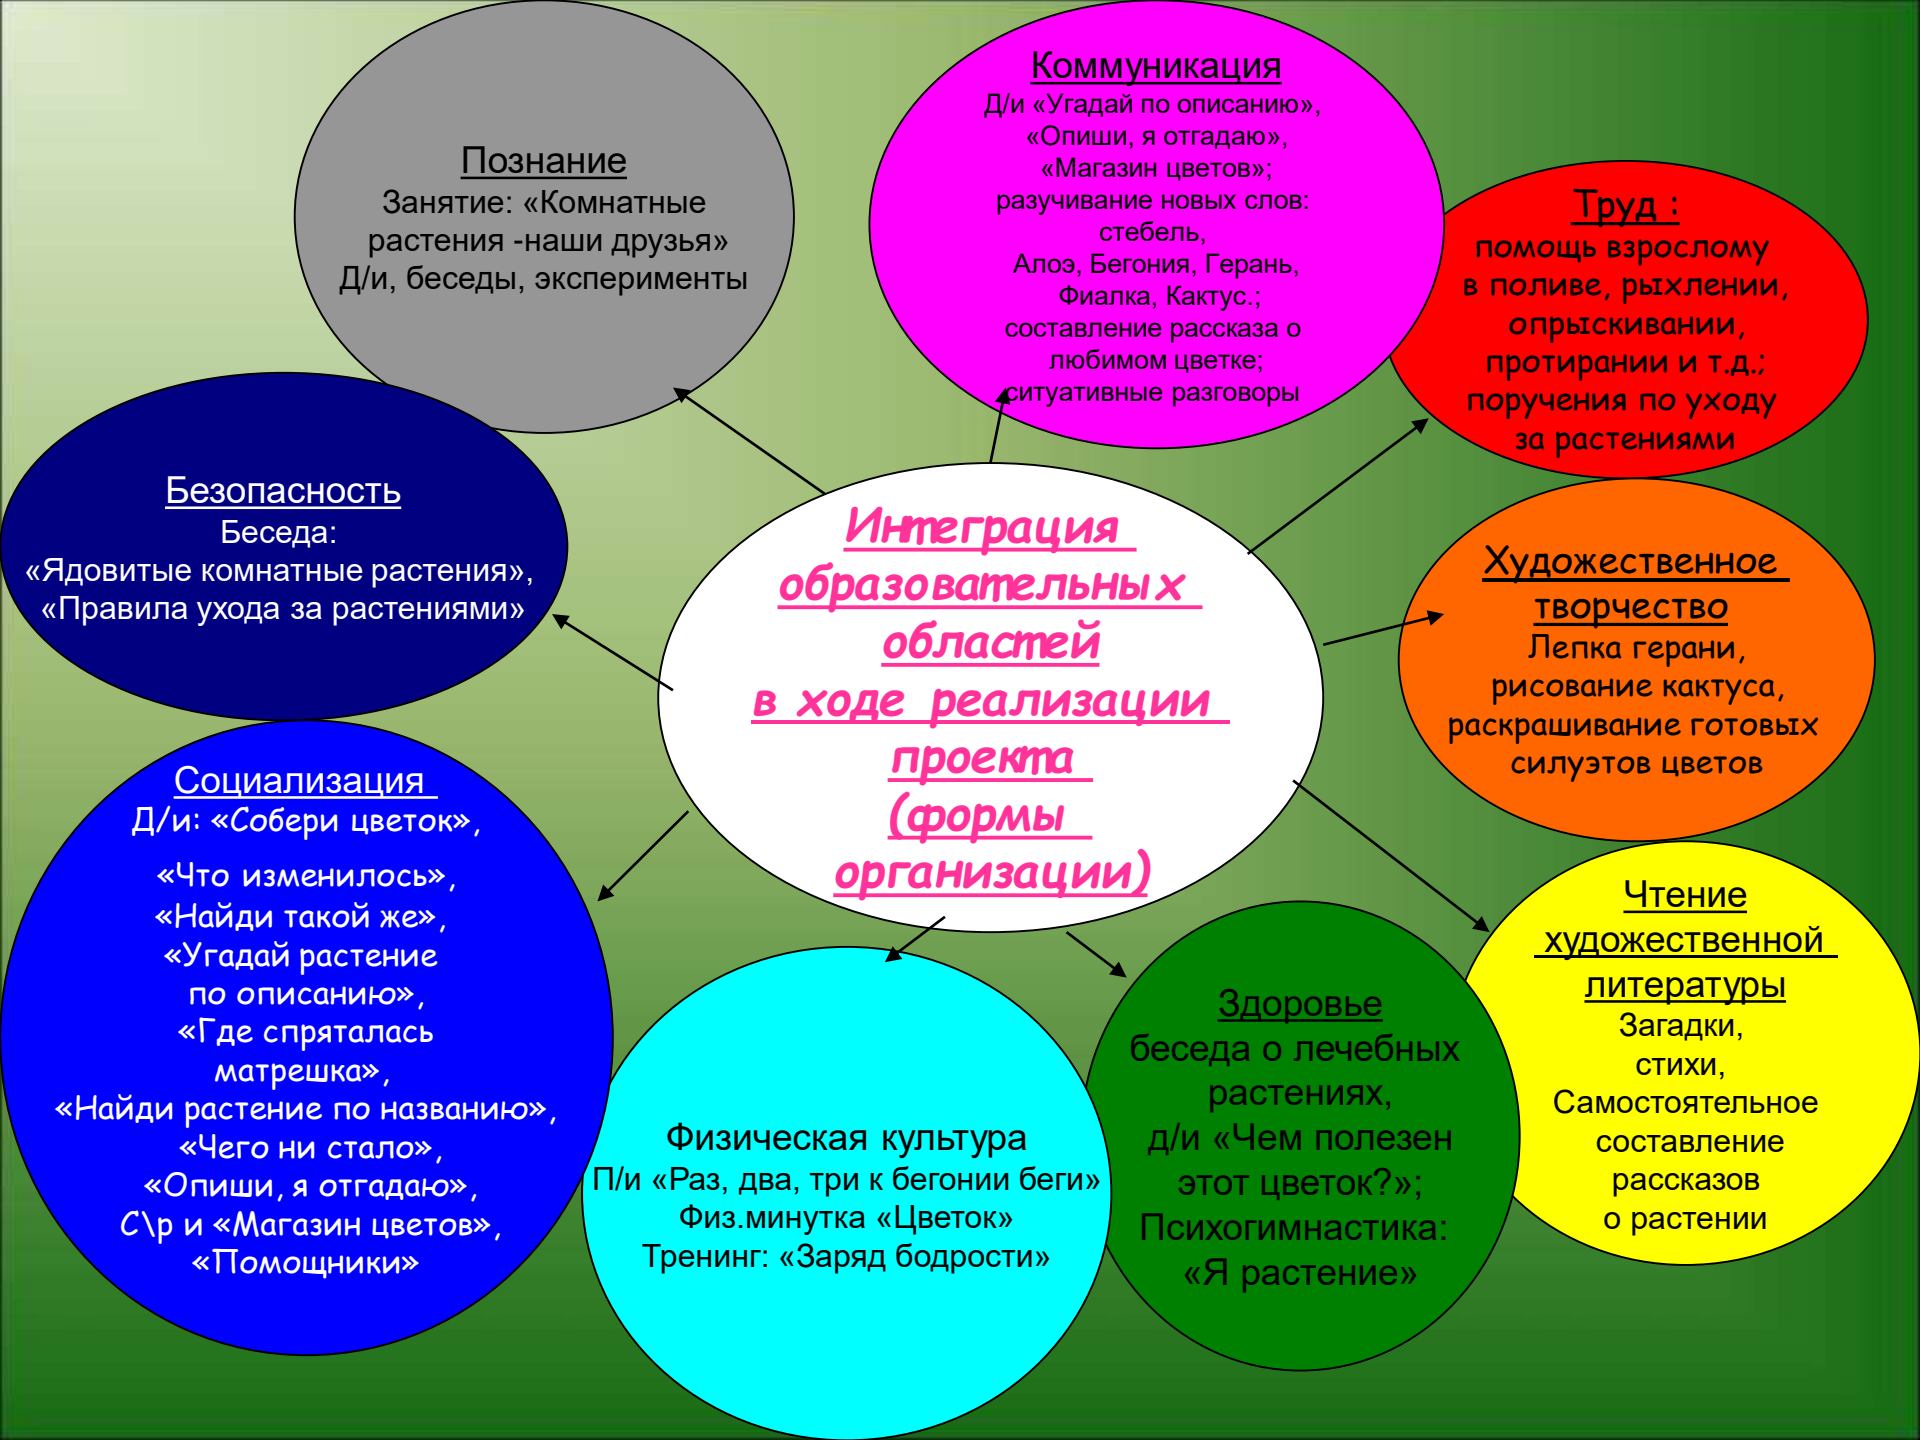 Познание
Занятие: «Комнатные
растения -наши друзья»
Д/и, беседы, эксперименты
Коммуникация
Д/и «Угадай по описанию»,
«Опиши, я отгадаю»,
«Магазин цветов»;
разучивание новых слов:
стебель,
Алоэ, Бегония, Герань,
Фиалка, Кактус.;
составление рассказа о
любимом цветке;
ситуативные разговоры
Труд :
помощь взрослому
в поливе, рыхлении,
опрыскивании,
протирании и т.д.;
поручения по уходу
за растениями
Безопасность
Беседа:
«Ядовитые комнатные растения»,
«Правила ухода за растениями»
Интеграция
образовательных
областей
в ходе реализации
проекта
(формы
организации)
Художественное
творчество
Лепка герани,
рисование кактуса,
раскрашивание готовых
силуэтов цветов
Социализация
Д/и: «Собери цветок»,
«Что изменилось»,
«Найди такой же»,
«Угадай растение
по описанию»,
«Где спряталась
матрешка»,
«Найди растение по названию»,
«Чего ни стало»,
«Опиши, я отгадаю»,
С\р и «Магазин цветов»,
«Помощники»
Физическая культура
П/и «Раз, два, три к бегонии беги»
Физ.минутка «Цветок»
Тренинг: «Заряд бодрости»
Здоровье
беседа о лечебных
растениях,
д/и «Чем полезен
этот цветок?»;
Психогимнастика:
«Я растение»
Чтение
художественной
литературы
Загадки,
стихи,
Самостоятельное
составление
рассказов
о растении